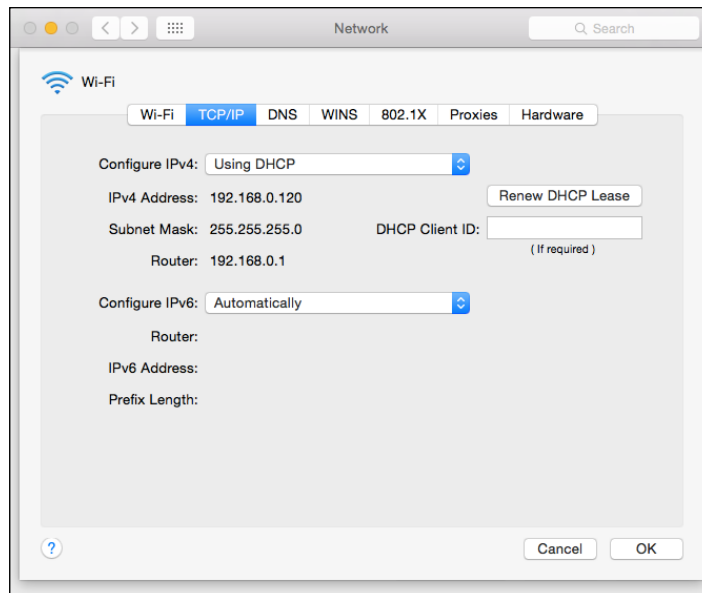 Network
Search
Wi-Fi
Wi-Fi TCP/IP DNS WINS 802.1X Proxies Hardware
Configure IPv4: Using DHCP
IPv4 Address: 192.168.0.120 Renew DHCP Lease
Subnet Mask: 255.255.255.0 DHCP Client ID:
( If required )
Router: 192.168.0.1
Configure IPv6: Automatically
Router:
IPv6 Address:
Prefix Length:
? Cancel OK